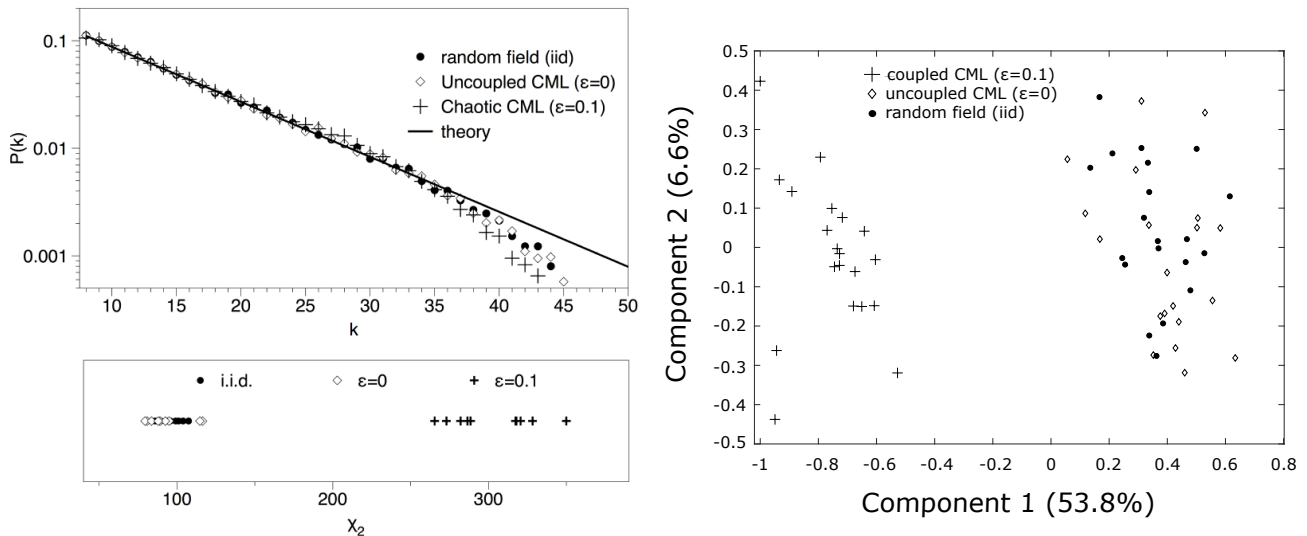 0.1
0.01
0.001
P(k)
random field (iid)
Uncoupled CML (ε=0)
Chaotic CML (ε=0.1)
theory
10 15 20 25 30 35 40 45 50
k
i.i.d. ε=0 ε=0.1
100 200 300
χ2
0.5
0.4
0.3
0.2
0.1
0
-0.1
-0.2
-0.3
-0.4
-0.5
Component 2 (6.6%)
coupled CML (ε=0.1)
uncoupled CML (ε=0)
random field (iid)
-1 -0.8 -0.6 -0.4 -0.2 0 0.2 0.4 0.6 0.8
Component 1 (53.8%)